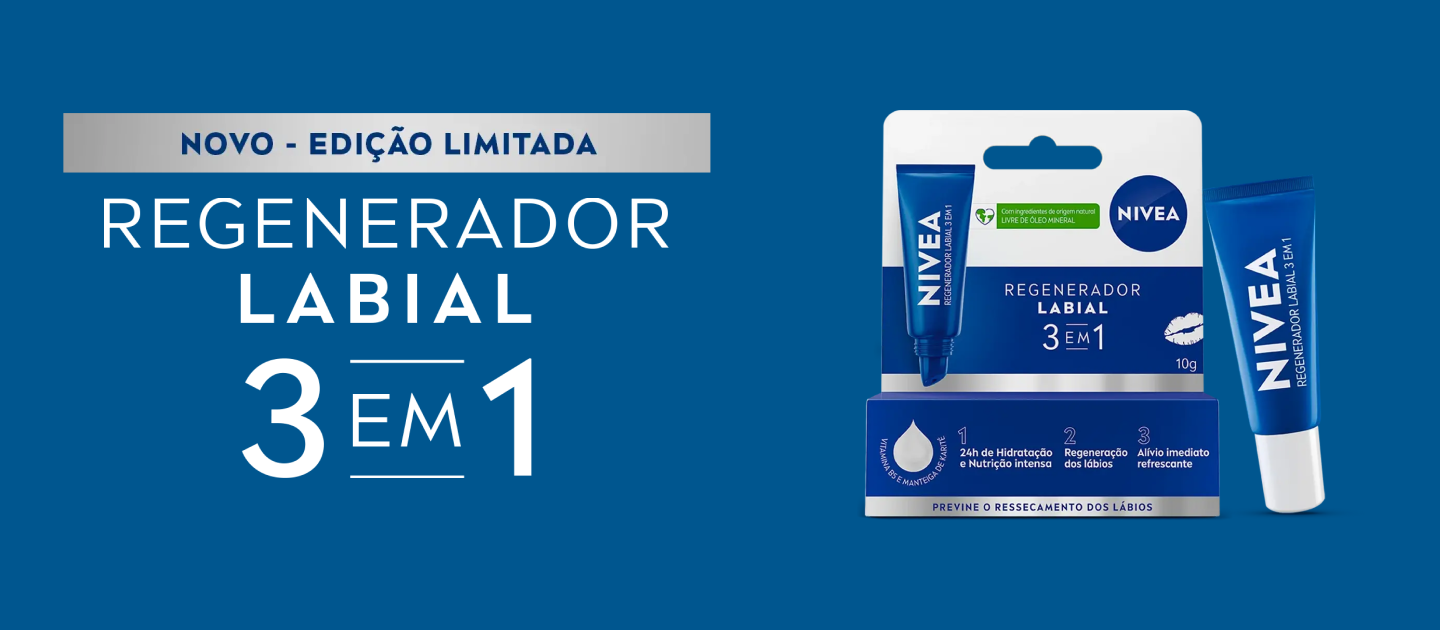 NOVO - EDIÇÃO LIMITADA
REGENERADOR
LABIAL
3 EM 1
NIVEA
REGENERADOR LABIAL 3 EM 1
Com ingredientes de origem natural
LIVRE DE ÓLEO MINERAL
NIVEA
REGENERADOR
LABIAL
3 EM 1
10g
VITAMINA B5 E MANTEIGA DE KARITÉ
1
24h de Hidratação
e Nutrição intensa
2
Regeneração
dos lábios
3
Alívio imediato
refrescante
PREVINE O RESSECAMENTO DOS LÁBIOS
NIVEA
REGENERADOR LABIAL 3 EM 1